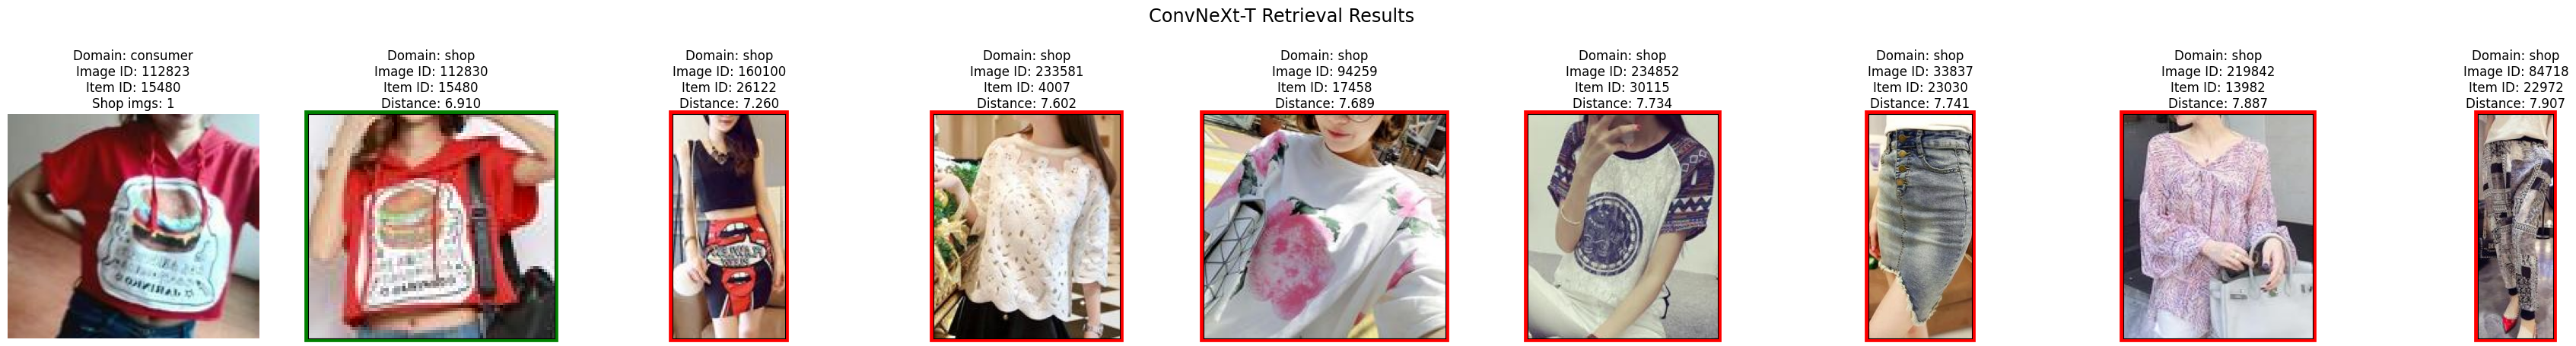 ConvNeXt-T Retrieval Results
Domain: consumer
Image ID: 112823
Item ID: 15480
Shop imgs: 1
Domain: shop
Image ID: 112830
Item ID: 15480
Distance: 6.910
Domain: shop
Image ID: 160100
Item ID: 26122
Distance: 7.260
Domain: shop
Image ID: 233581
Item ID: 4007
Distance: 7.602
Domain: shop
Image ID: 94259
Item ID: 17458
Distance: 7.689
Domain: shop
Image ID: 234852
Item ID: 30115
Distance: 7.734
Domain: shop
Image ID: 33837
Item ID: 23030
Distance: 7.741
Domain: shop
Image ID: 219842
Item ID: 13982
Distance: 7.887
Domain: shop
Image ID: 84718
Item ID: 22972
Distance: 7.907